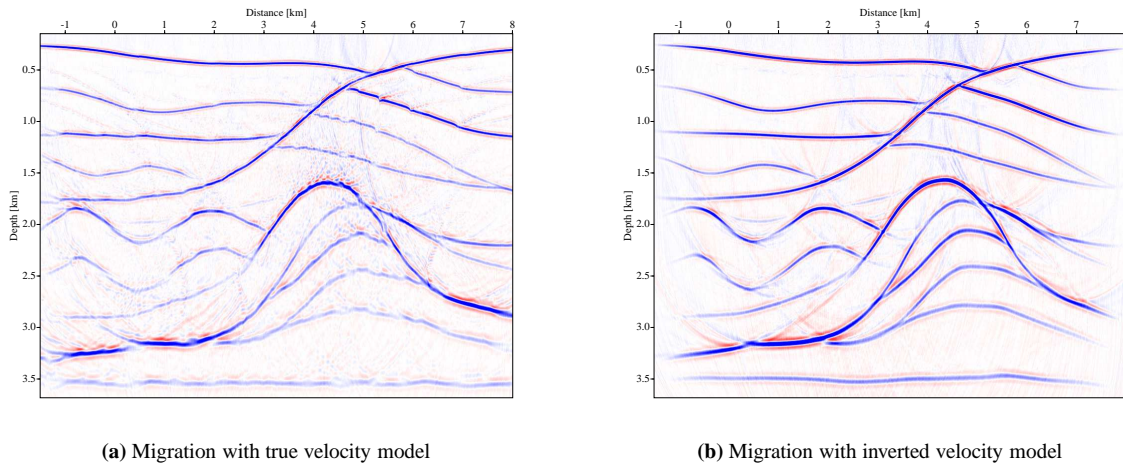 Distance [km]
-1 0 1 2 3 4 5 6 7 8
Depth [km]
0.5
1.0
1.5
2.0
2.5
3.0
3.5
(a) Migration with true velocity model
Distance [km]
-1 0 1 2 3 4 5 6 7
Depth [km]
0.5
1.0
1.5
2.0
2.5
3.0
3.5
(b) Migration with inverted velocity model